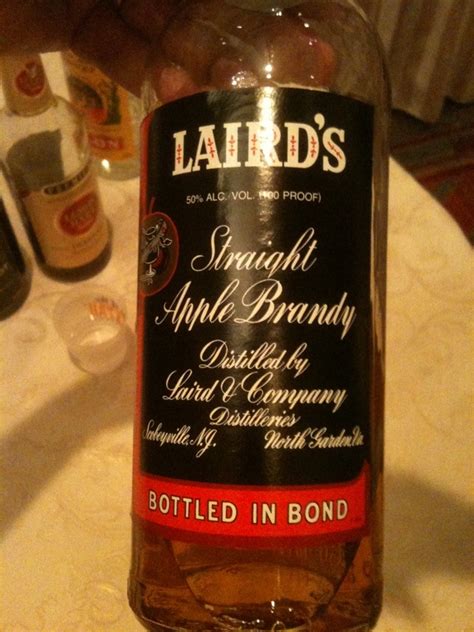 LAIRD'S
50% ALC. VOL. (100 PROOF)
Straight
Apple Brandy
Distilled by
Laird & Company
Distilleries
Scobeyville, N.J. North Garden, Va.
BOTTLED IN BOND